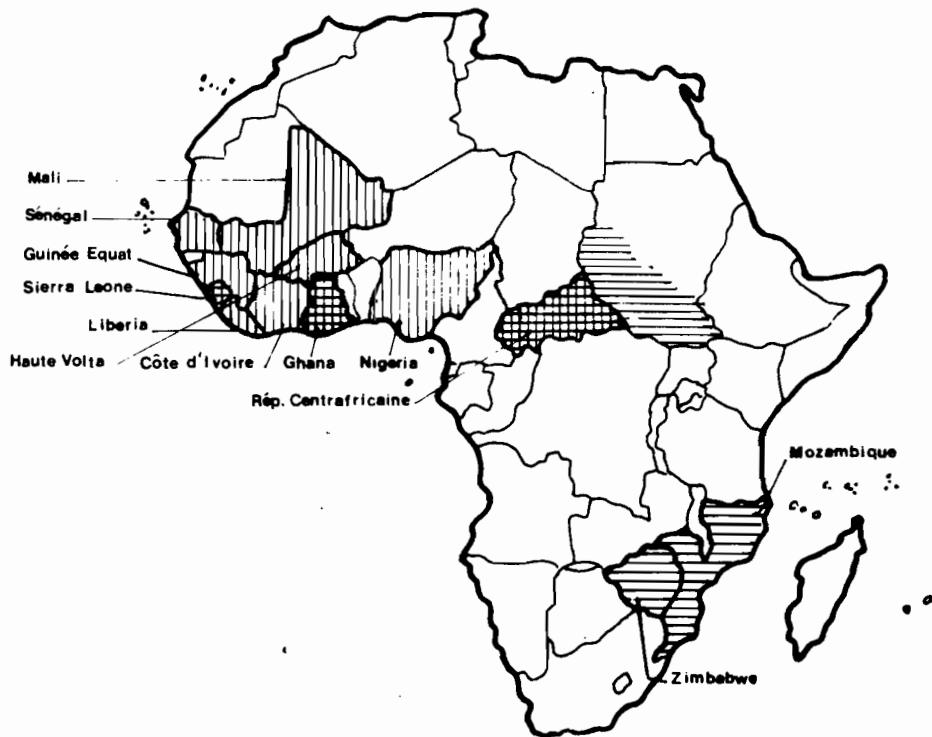 Mali
Sénégal
Guinée Equat
Sierra Leone
Liberia
Haute Volta
Côte d'Ivoire
Ghana
Nigeria
Rép. Centrafricaine
Mozambique
Zimbabwe